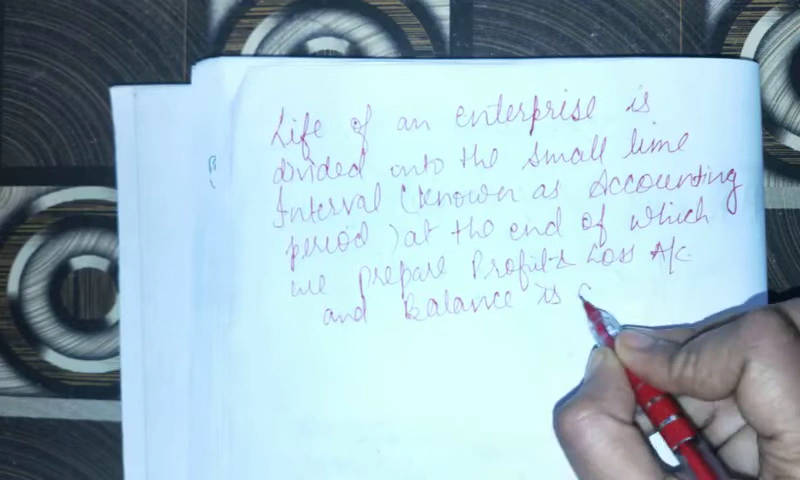 Life of an enterprise is
divided into the small time
Interval (known as Accounting
period) at the end of which
we prepare Profit & Loss A/c
and Balance is